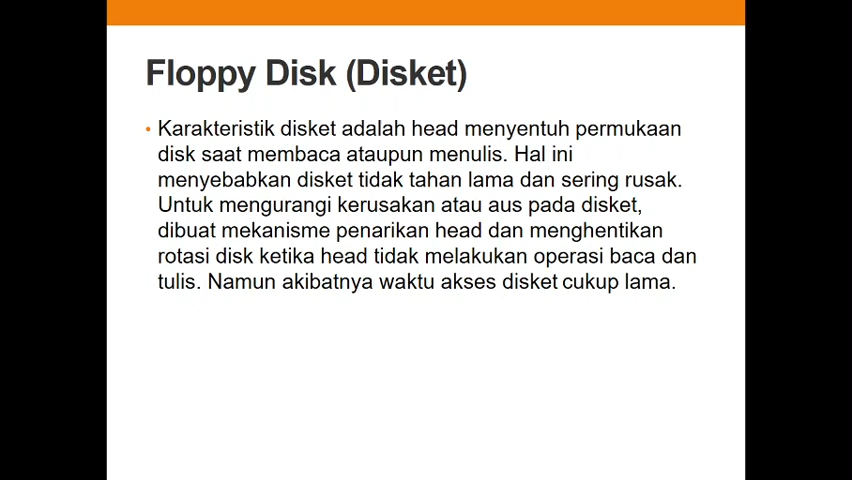 Floppy Disk (Disket)
• Karakteristik disket adalah head menyentuh permukaan
disk saat membaca ataupun menulis. Hal ini
menyebabkan disket tidak tahan lama dan sering rusak.
Untuk mengurangi kerusakan atau aus pada disket,
dibuat mekanisme penarikan head dan menghentikan
rotasi disk ketika head tidak melakukan operasi baca dan
tulis. Namun akibatnya waktu akses disket cukup lama.